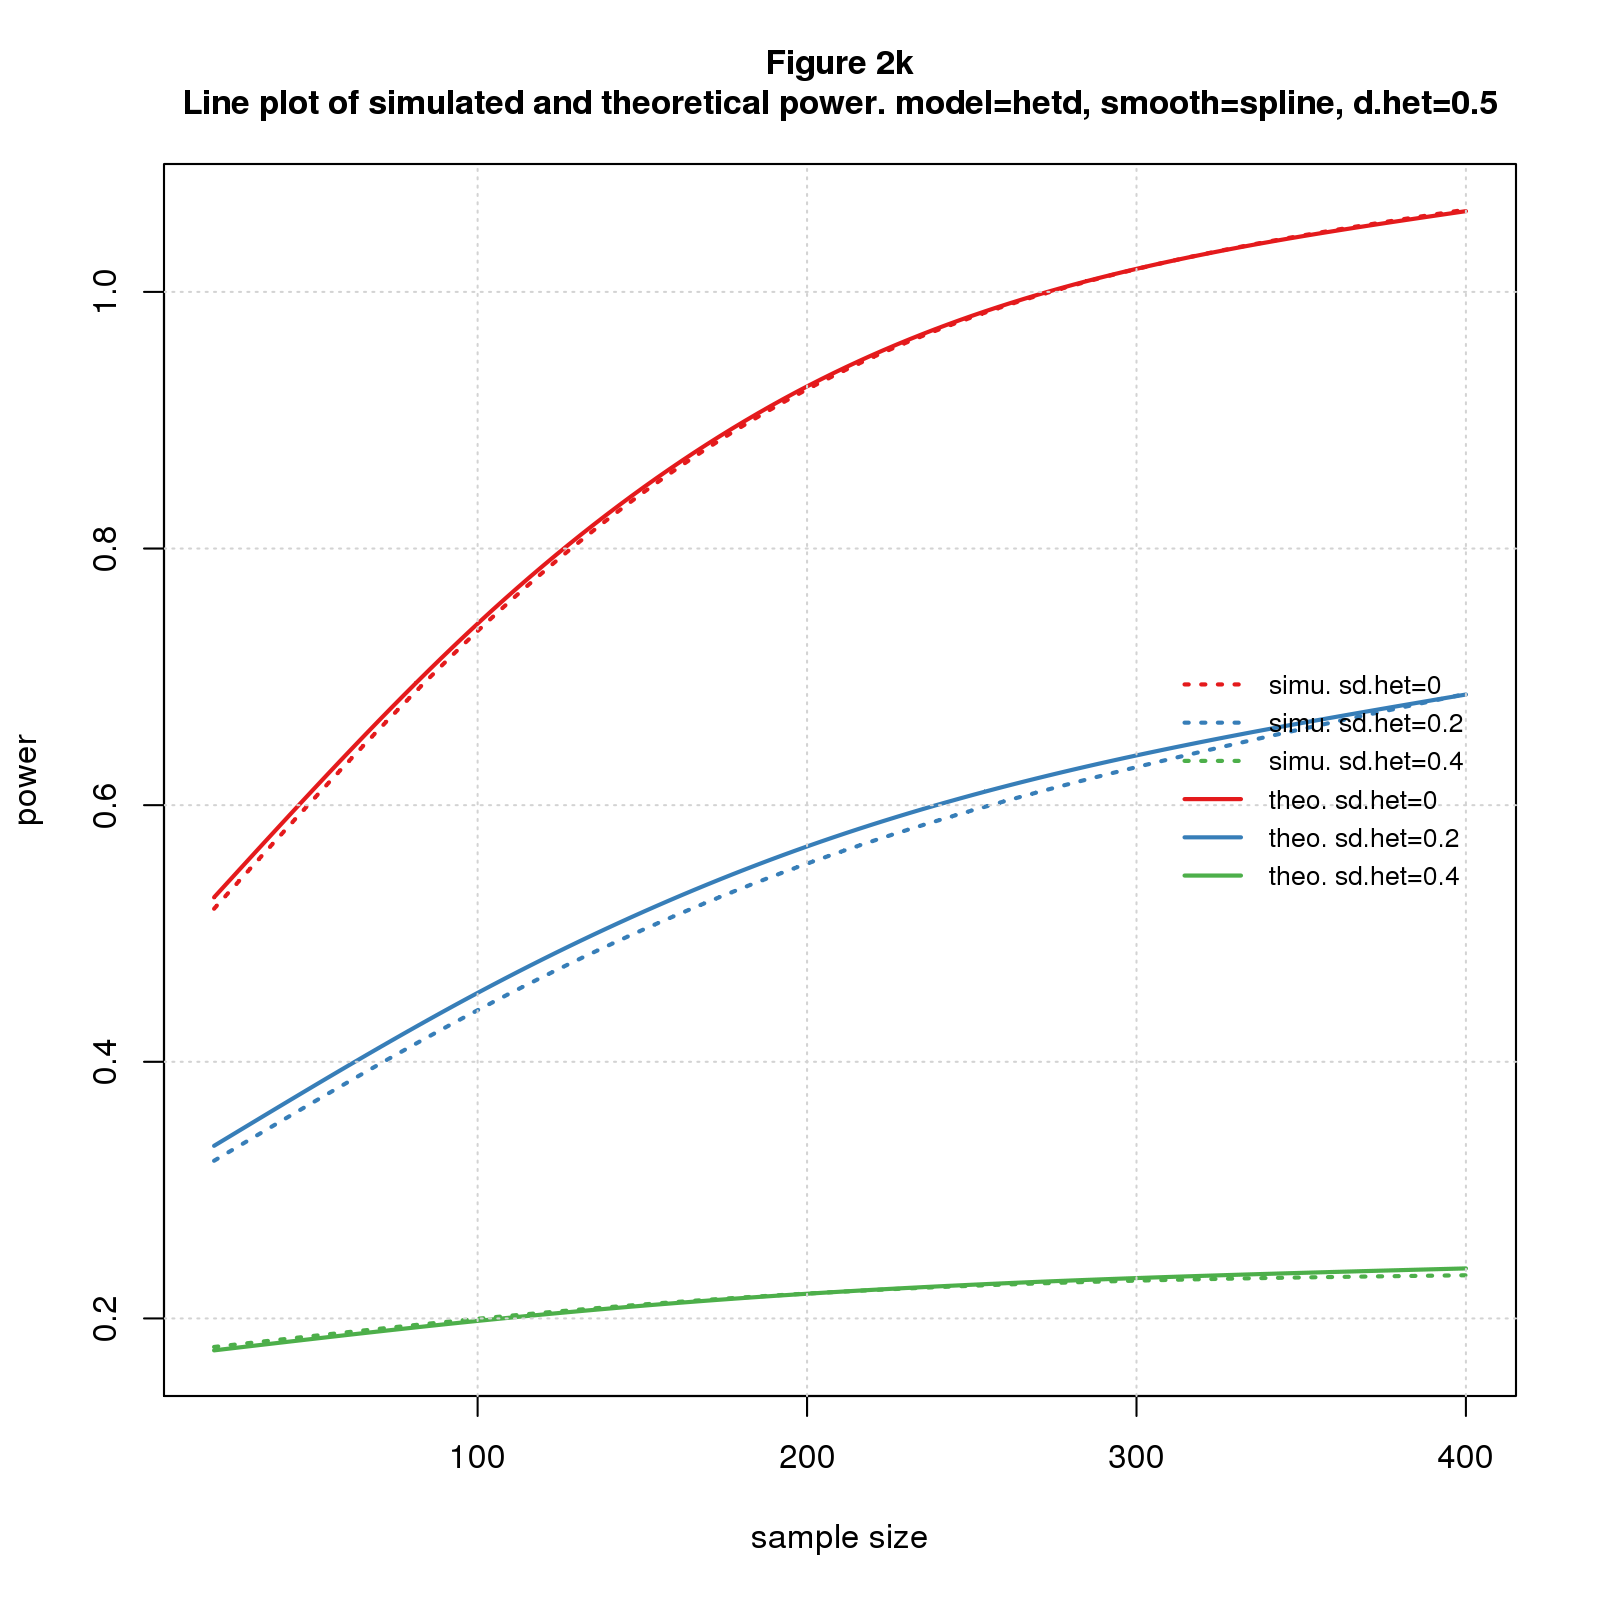 Figure 2k
Line plot of simulated and theoretical power. model=hetd, smooth=spline, d.het=0.5
power
1.0
0.8
0.6
0.4
0.2
simu. sd.het=0
simu. sd.het=0.2
simu. sd.het=0.4
theo. sd.het=0
theo. sd.het=0.2
theo. sd.het=0.4
100 200 300 400
sample size